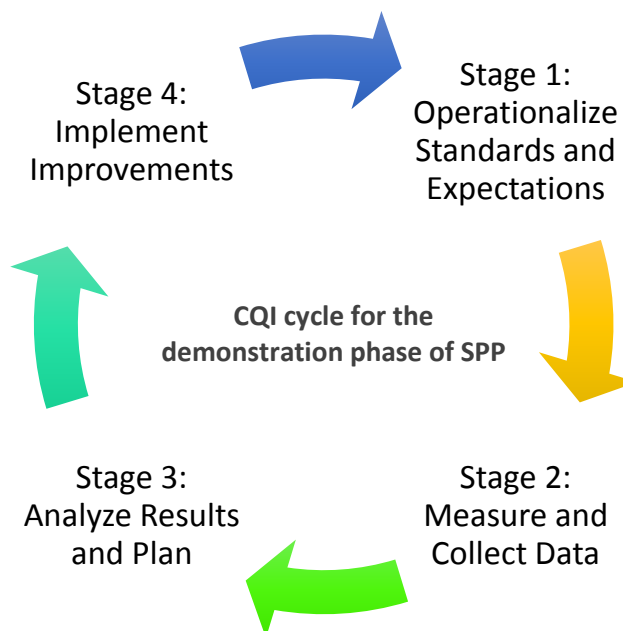 Stage 4:
Implement
Improvements
Stage 1:
Operationalize
Standards and
Expectations
CQI cycle for the
demonstration phase of SPP
Stage 3:
Analyze Results
and Plan
Stage 2:
Measure and
Collect Data